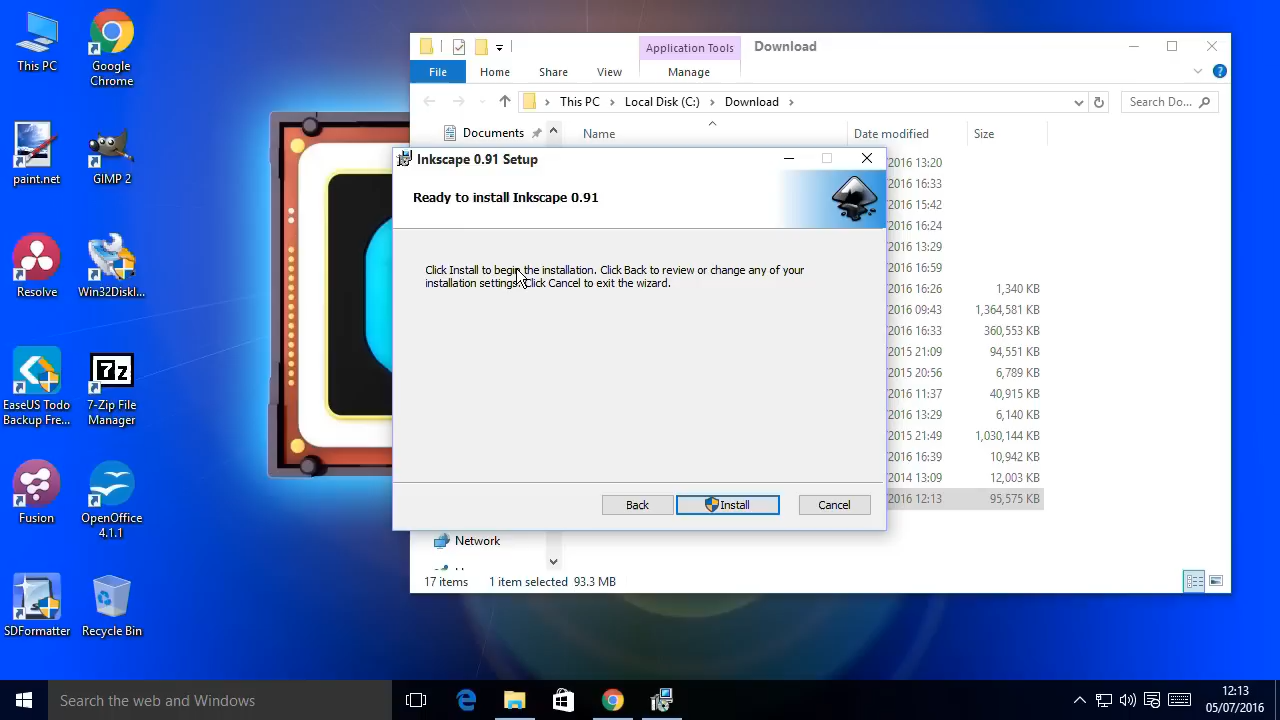 This PC
Google
Chrome
paint.net
GIMP 2
Resolve
Win32DiskI...
EaseUS Todo
Backup Fre...
7-Zip File
Manager
Fusion
OpenOffice
4.1.1
SDFormatter
Recycle Bin
Application Tools
Download
File
Home
Share
View
Manage
This PC
Local Disk (C:)
Download
Search Do...
Documents
Name
Date modified
Size
/2016 13:20
/2016 16:33
/2016 15:42
/2016 16:24
/2016 13:29
/2016 16:59
/2016 16:26 1,340 KB
/2016 09:43 1,364,581 KB
/2016 16:33 360,553 KB
/2015 21:09 94,551 KB
/2015 20:56 6,789 KB
/2016 11:37 40,915 KB
/2016 13:29 6,140 KB
/2015 21:49 1,030,144 KB
/2016 16:39 10,942 KB
/2014 13:09 12,003 KB
/2016 12:13 95,575 KB
Network
17 items 1 item selected 93.3 MB
Inkscape 0.91 Setup
Ready to install Inkscape 0.91
Click Install to begin the installation. Click Back to review or change any of your
installation settings. Click Cancel to exit the wizard.
Back
Install
Cancel
Search the web and Windows
12:13
05/07/2016